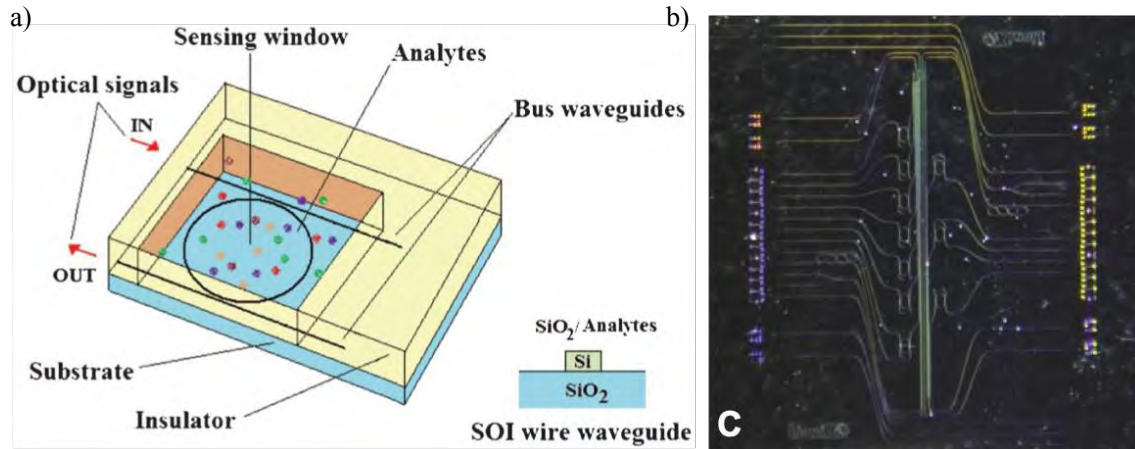 a)
b)
Sensing window
Analytes
Optical signals
IN
Bus waveguides
OUT
SiO2/Analytes
Si
Substrate
SiO2
Insulator
SOI wire waveguide
C